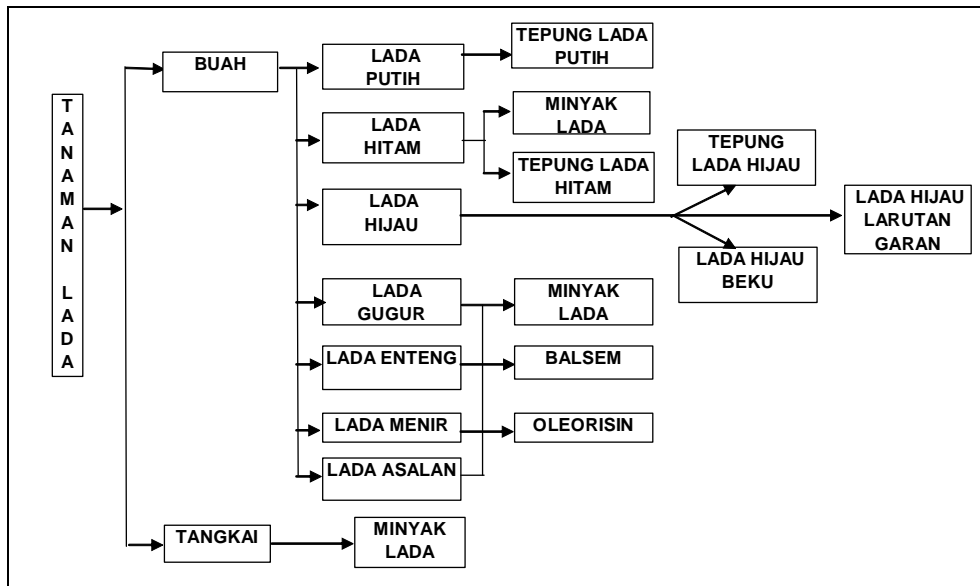 TANAMAN LADA
BUAH
LADA
PUTIH
TEPUNG LADA
PUTIH
LADA
HITAM
MINYAK
LADA
TEPUNG LADA
HITAM
LADA
HIJAU
TEPUNG
LADA HIJAU
LADA HIJAU
LARUTAN
GARAN
LADA HIJAU
BEKU
LADA
GUGUR
MINYAK
LADA
LADA ENTENG
BALSEM
LADA MENIR
OLEORISIN
LADA ASALAN
TANGKAI
MINYAK
LADA